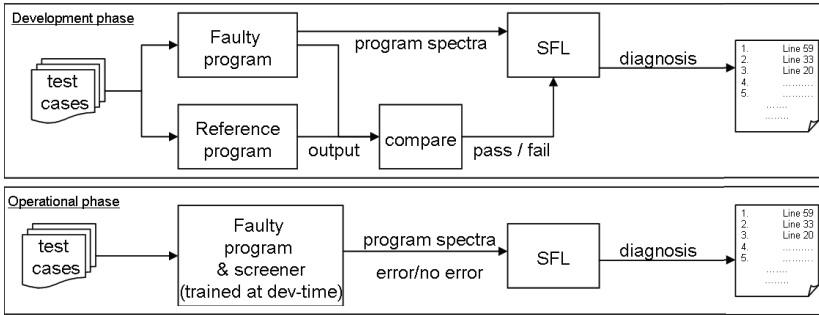 Development phase
test
cases
Faulty
program
program spectra
SFL
diagnosis
1. Line 59
2. Line 33
3. Line 20
4. ..........
5. ..........
.......
........
Reference
program
output
compare
pass / fail
Operational phase
test
cases
Faulty
program
& screener
(trained at dev-time)
program spectra
error/no error
SFL
diagnosis
1. Line 59
2. Line 33
3. Line 20
4. ..........
5. ..........
.......
........